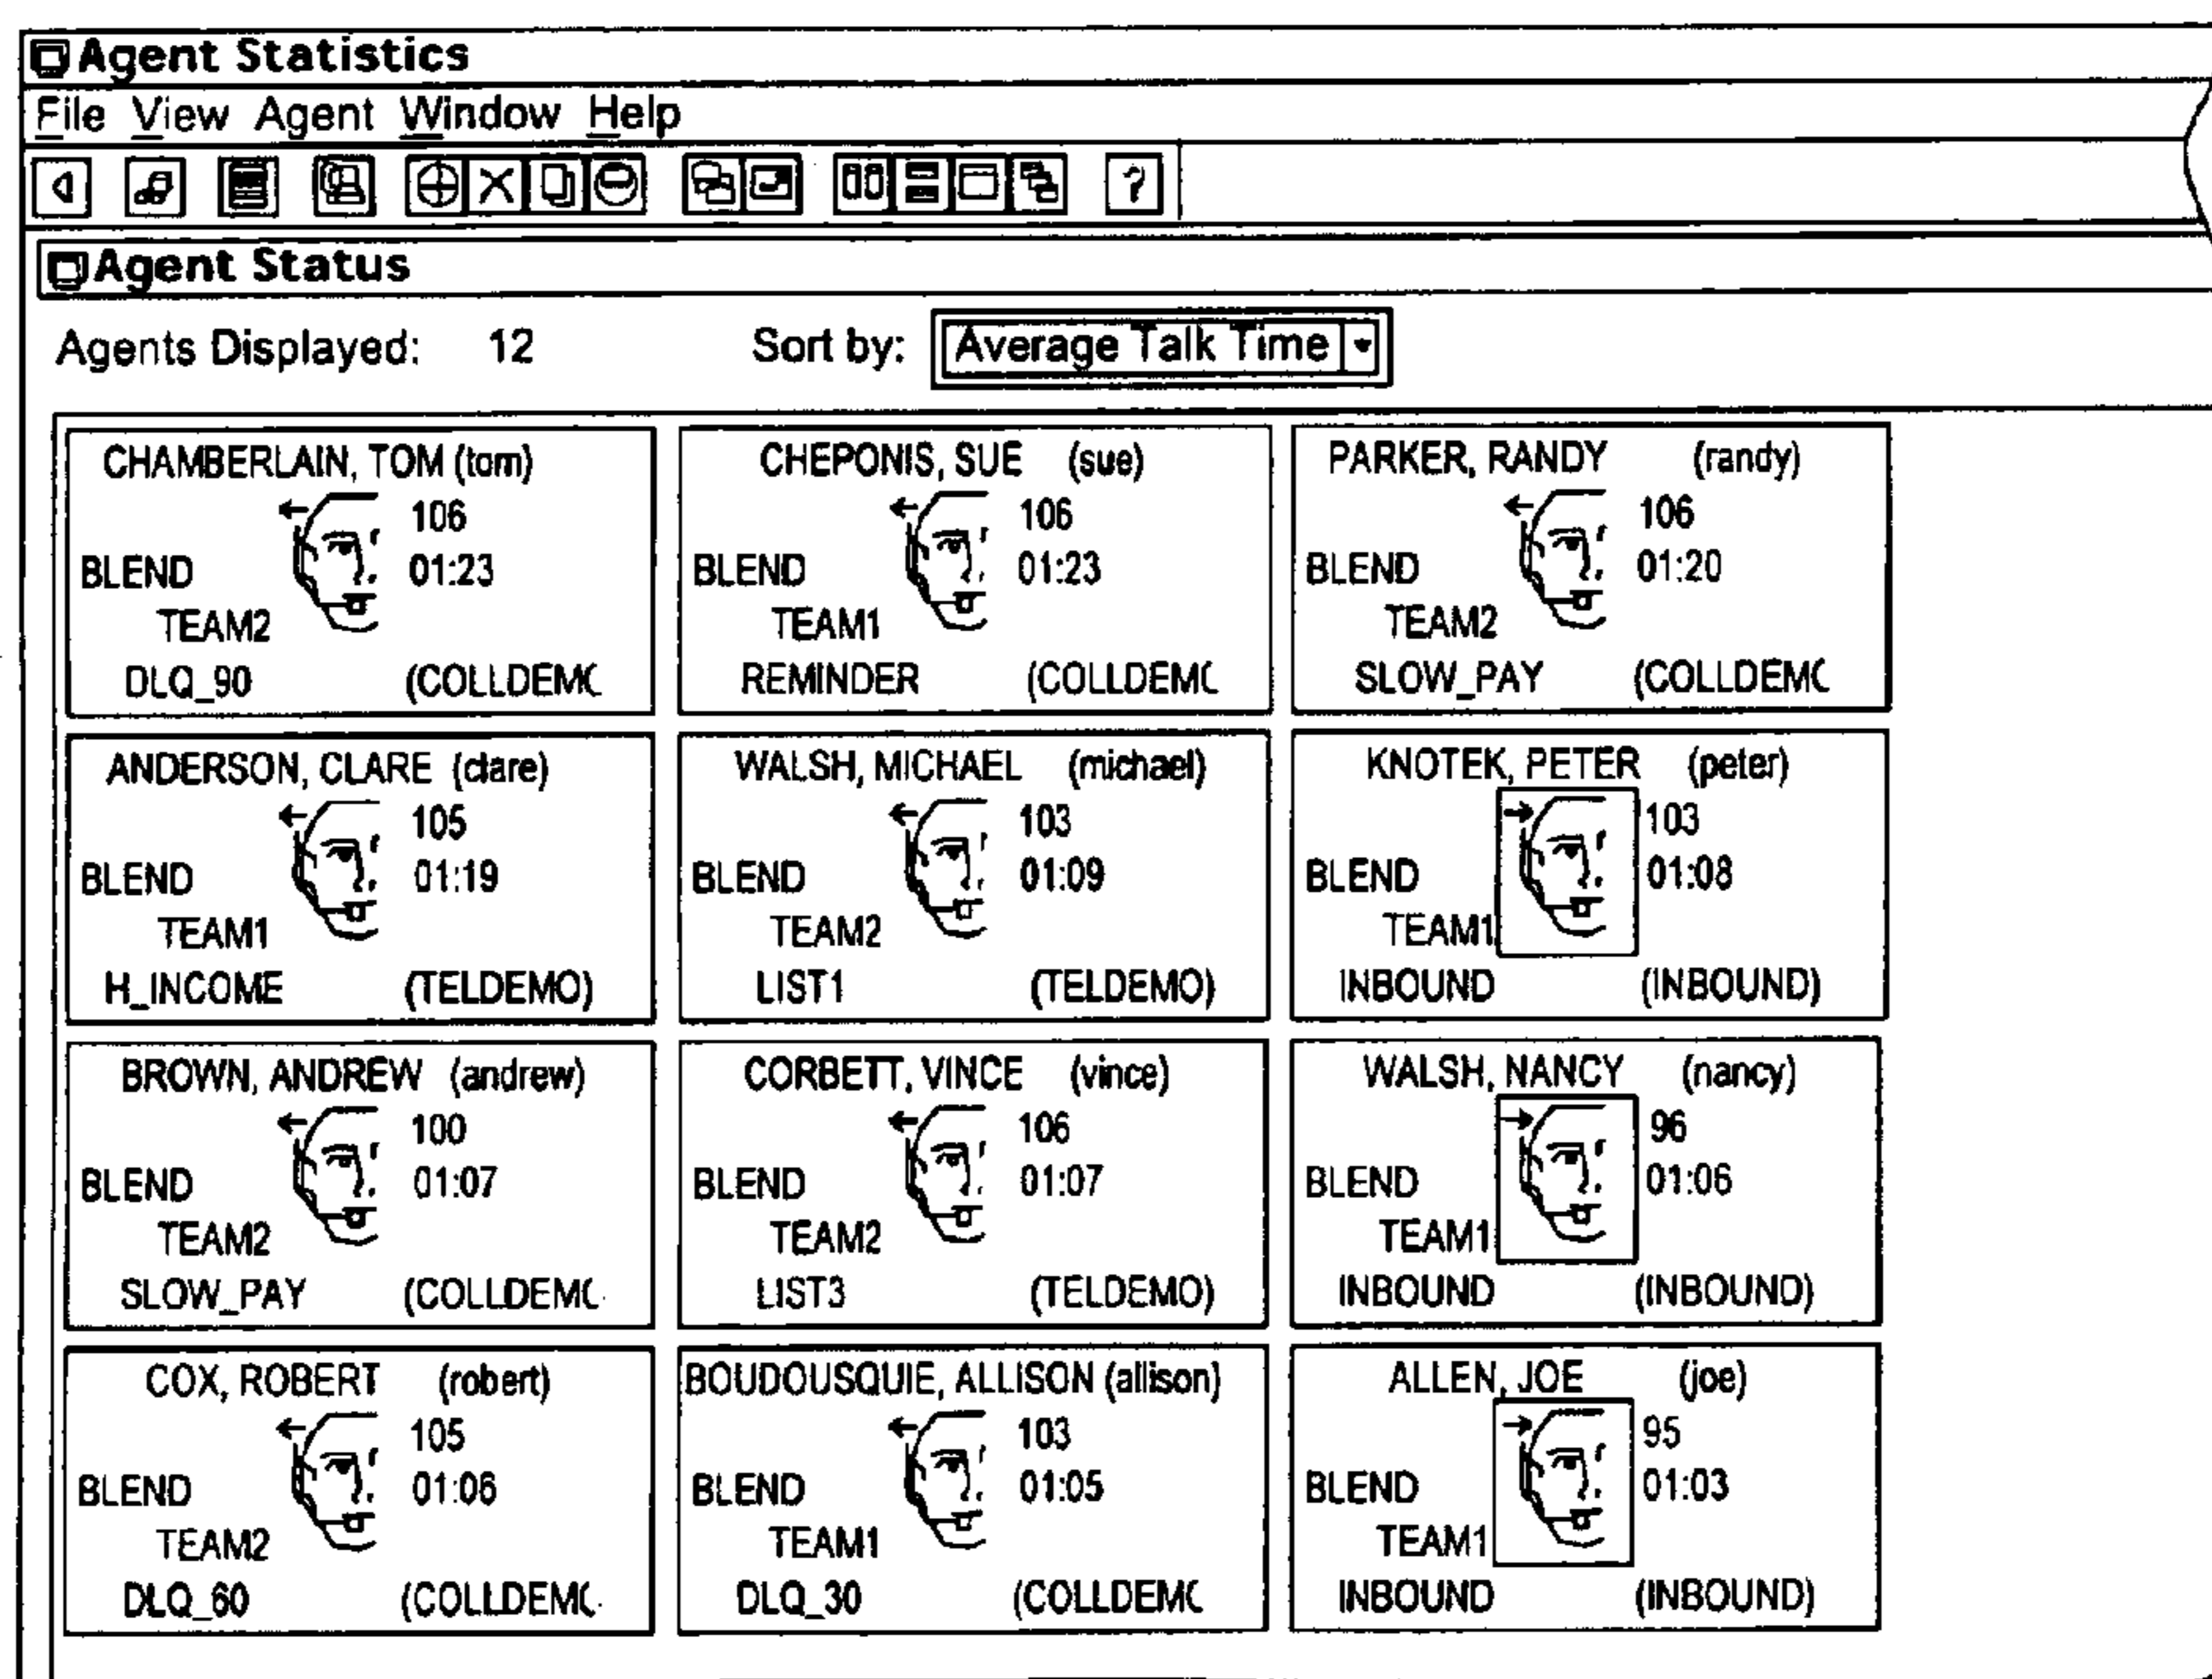 Agent Statistics
File View Agent Window Help
?
Agent Status
Agents Displayed: 12 Sort by: Average Talk Time
CHAMBERLAIN, TOM (tom)
106
BLEND 01:23
TEAM2
DLQ_90 (COLLDEMC
CHEPONIS, SUE (sue)
106
BLEND 01:23
TEAM1
REMINDER (COLLDEMC
PARKER, RANDY (randy)
106
BLEND 01:20
TEAM2
SLOW_PAY (COLLDEMC
ANDERSON, CLARE (clare)
105
BLEND 01:19
TEAM1
H_INCOME (TELDEMO)
WALSH, MICHAEL (michael)
103
BLEND 01:09
TEAM2
LIST1 (TELDEMO)
KNOTEK, PETER (peter)
103
BLEND 01:08
TEAM1
INBOUND (INBOUND)
BROWN, ANDREW (andrew)
100
BLEND 01:07
TEAM2
SLOW_PAY (COLLDEMC
CORBETT, VINCE (vince)
106
BLEND 01:07
TEAM2
LIST3 (TELDEMO)
WALSH, NANCY (nancy)
96
BLEND 01:06
TEAM1
INBOUND (INBOUND)
COX, ROBERT (robert)
105
BLEND 01:06
TEAM2
DLQ_60 (COLLDEMC
BOUDOUSQUIE, ALLISON (allison)
103
BLEND 01:05
TEAM1
DLQ_30 (COLLDEMC
ALLEN, JOE (joe)
95
BLEND 01:03
TEAM1
INBOUND (INBOUND)